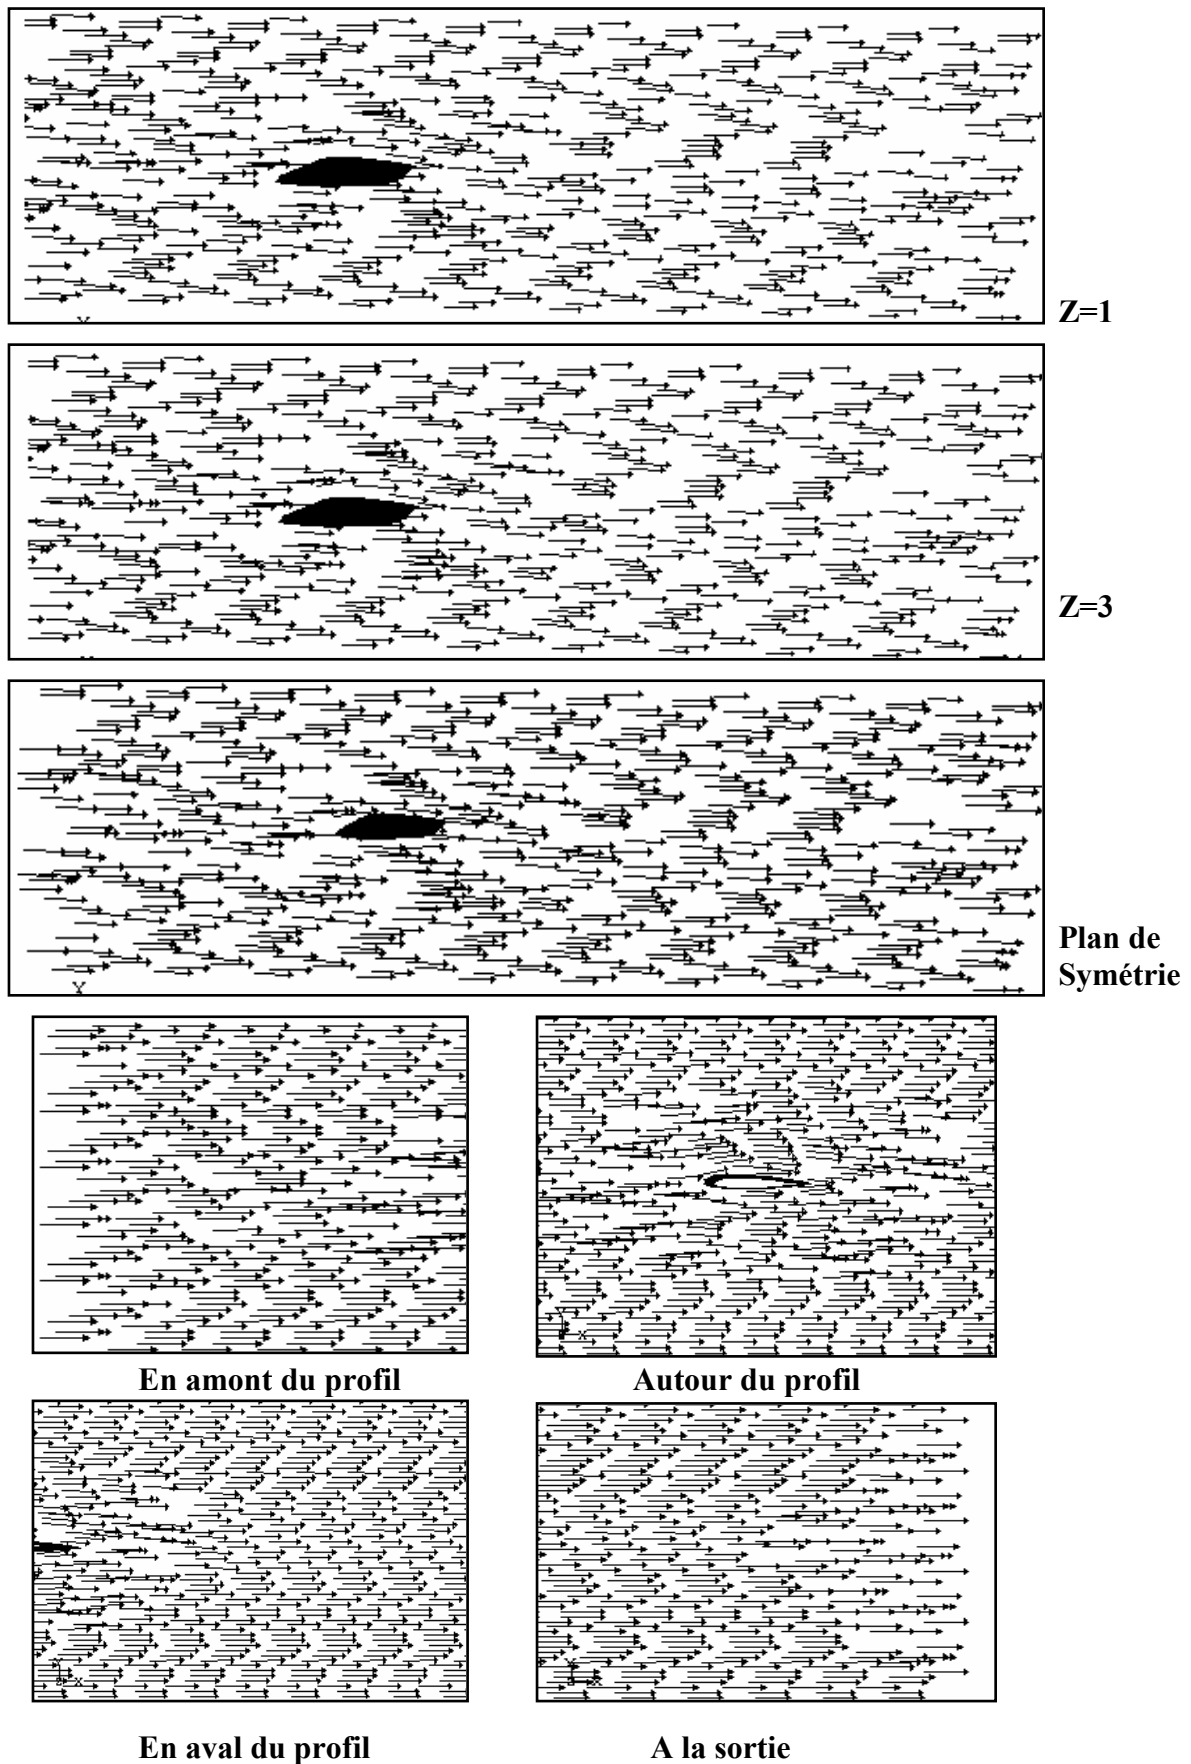 Z=1
Z=3
Y
Plan de
Symétrie
En amont du profil
Y
X
Autour du profil
Y
X
Y
X
En aval du profil
A la sortie